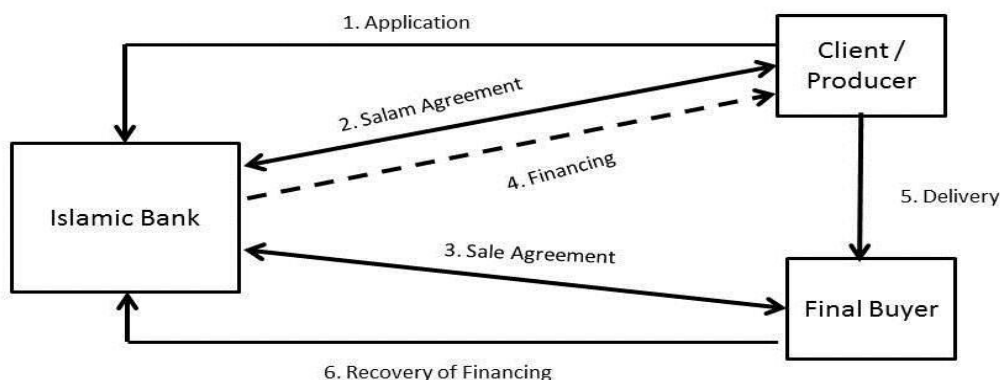 1. Application
Client /
Producer
2. Salam Agreement
4. Financing
Islamic Bank
5. Delivery
3. Sale Agreement
Final Buyer
6. Recovery of Financing